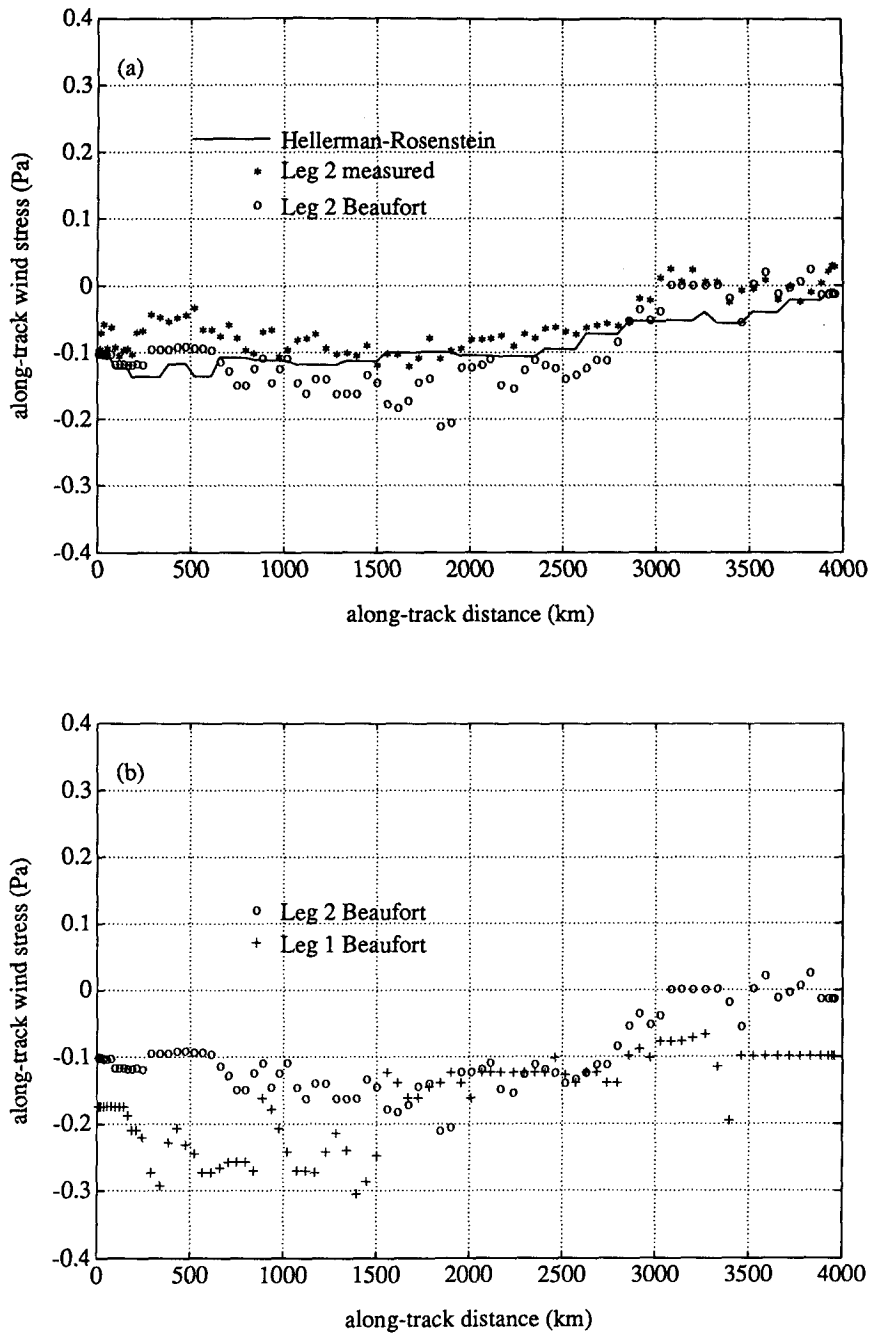 0.4
(a)
0.3
Hellerman-Rosenstein
0.2
* Leg 2 measured
o Leg 2 Beaufort
0.1
0
-0.1
-0.2
-0.3
-0.4
along-track wind stress (Pa)
0 500 1000 1500 2000 2500 3000 3500 4000
along-track distance (km)
0.4
(b)
0.3
0.2
o Leg 2 Beaufort
0.1
+ Leg 1 Beaufort
0
-0.1
-0.2
-0.3
-0.4
along-track wind stress (Pa)
0 500 1000 1500 2000 2500 3000 3500 4000
along-track distance (km)